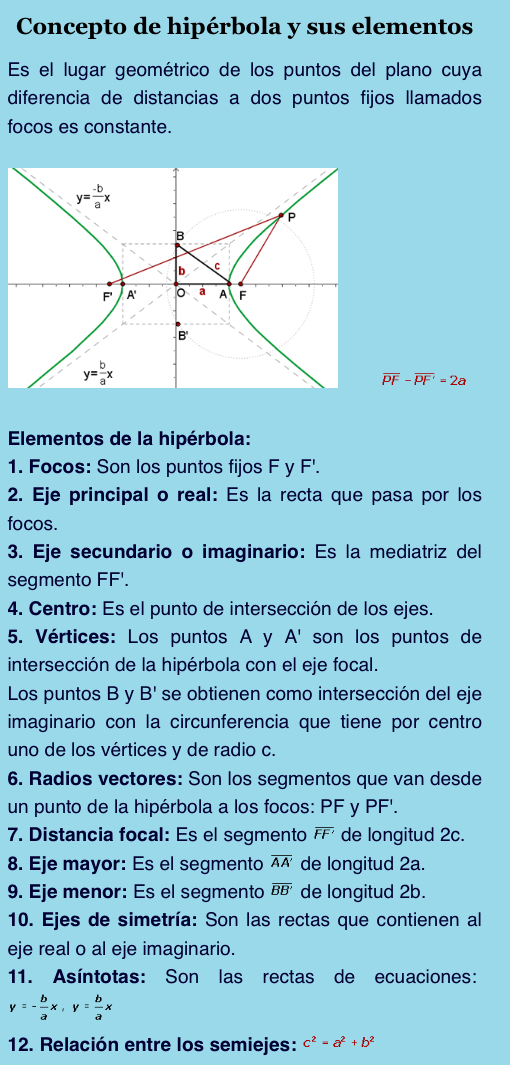 Concepto de hipérbola y sus elementos
Es el lugar geométrico de los puntos del plano cuya
diferencia de distancias a dos puntos fijos llamados
focos es constante.
y=-b/a x
P
B
b
c
F' A' O a A F
B'
y=b/a x
PF - PF' = 2a
Elementos de la hipérbola:
1. Focos: Son los puntos fijos F y F'.
2. Eje principal o real: Es la recta que pasa por los
focos.
3. Eje secundario o imaginario: Es la mediatriz del
segmento FF'.
4. Centro: Es el punto de intersección de los ejes.
5. Vértices: Los puntos A y A' son los puntos de
intersección de la hipérbola con el eje focal.
Los puntos B y B' se obtienen como intersección del eje
imaginario con la circunferencia que tiene por centro
uno de los vértices y de radio c.
6. Radios vectores: Son los segmentos que van desde
un punto de la hipérbola a los focos: PF y PF'.
7. Distancia focal: Es el segmento FF' de longitud 2c.
8. Eje mayor: Es el segmento AA' de longitud 2a.
9. Eje menor: Es el segmento BB' de longitud 2b.
10. Ejes de simetría: Son las rectas que contienen al
eje real o al eje imaginario.
11. Asíntotas: Son las rectas de ecuaciones:
y = -b/a x , y = b/a x
12. Relación entre los semiejes: c² = a² + b²